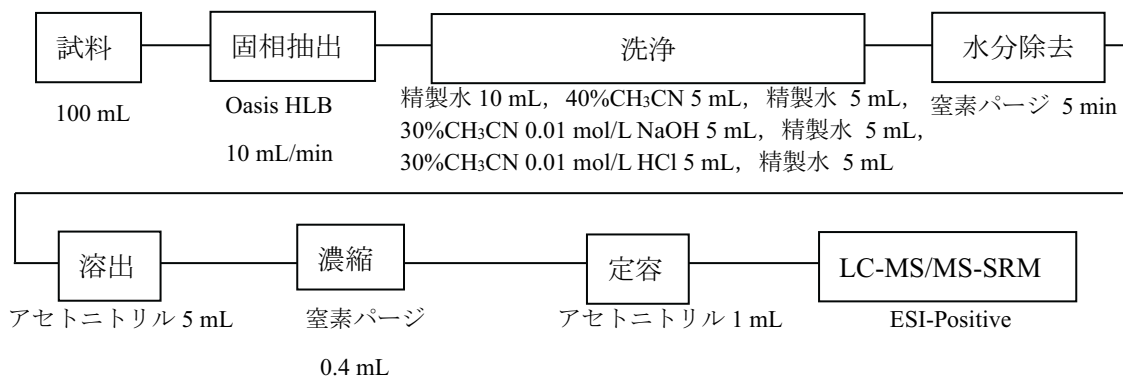 試料
固相抽出
洗浄
水分除去
100 mL
Oasis HLB
10 mL/min
精製水 10 mL, 40%CH₃CN 5 mL, 精製水 5 mL,
30%CH₃CN 0.01 mol/L NaOH 5 mL, 精製水 5 mL,
30%CH₃CN 0.01 mol/L HCl 5 mL, 精製水 5 mL
窒素パージ 5 min
溶出
濃縮
定容
LC-MS/MS-SRM
アセトニトリル 5 mL
窒素パージ
0.4 mL
アセトニトリル 1 mL
ESI-Positive